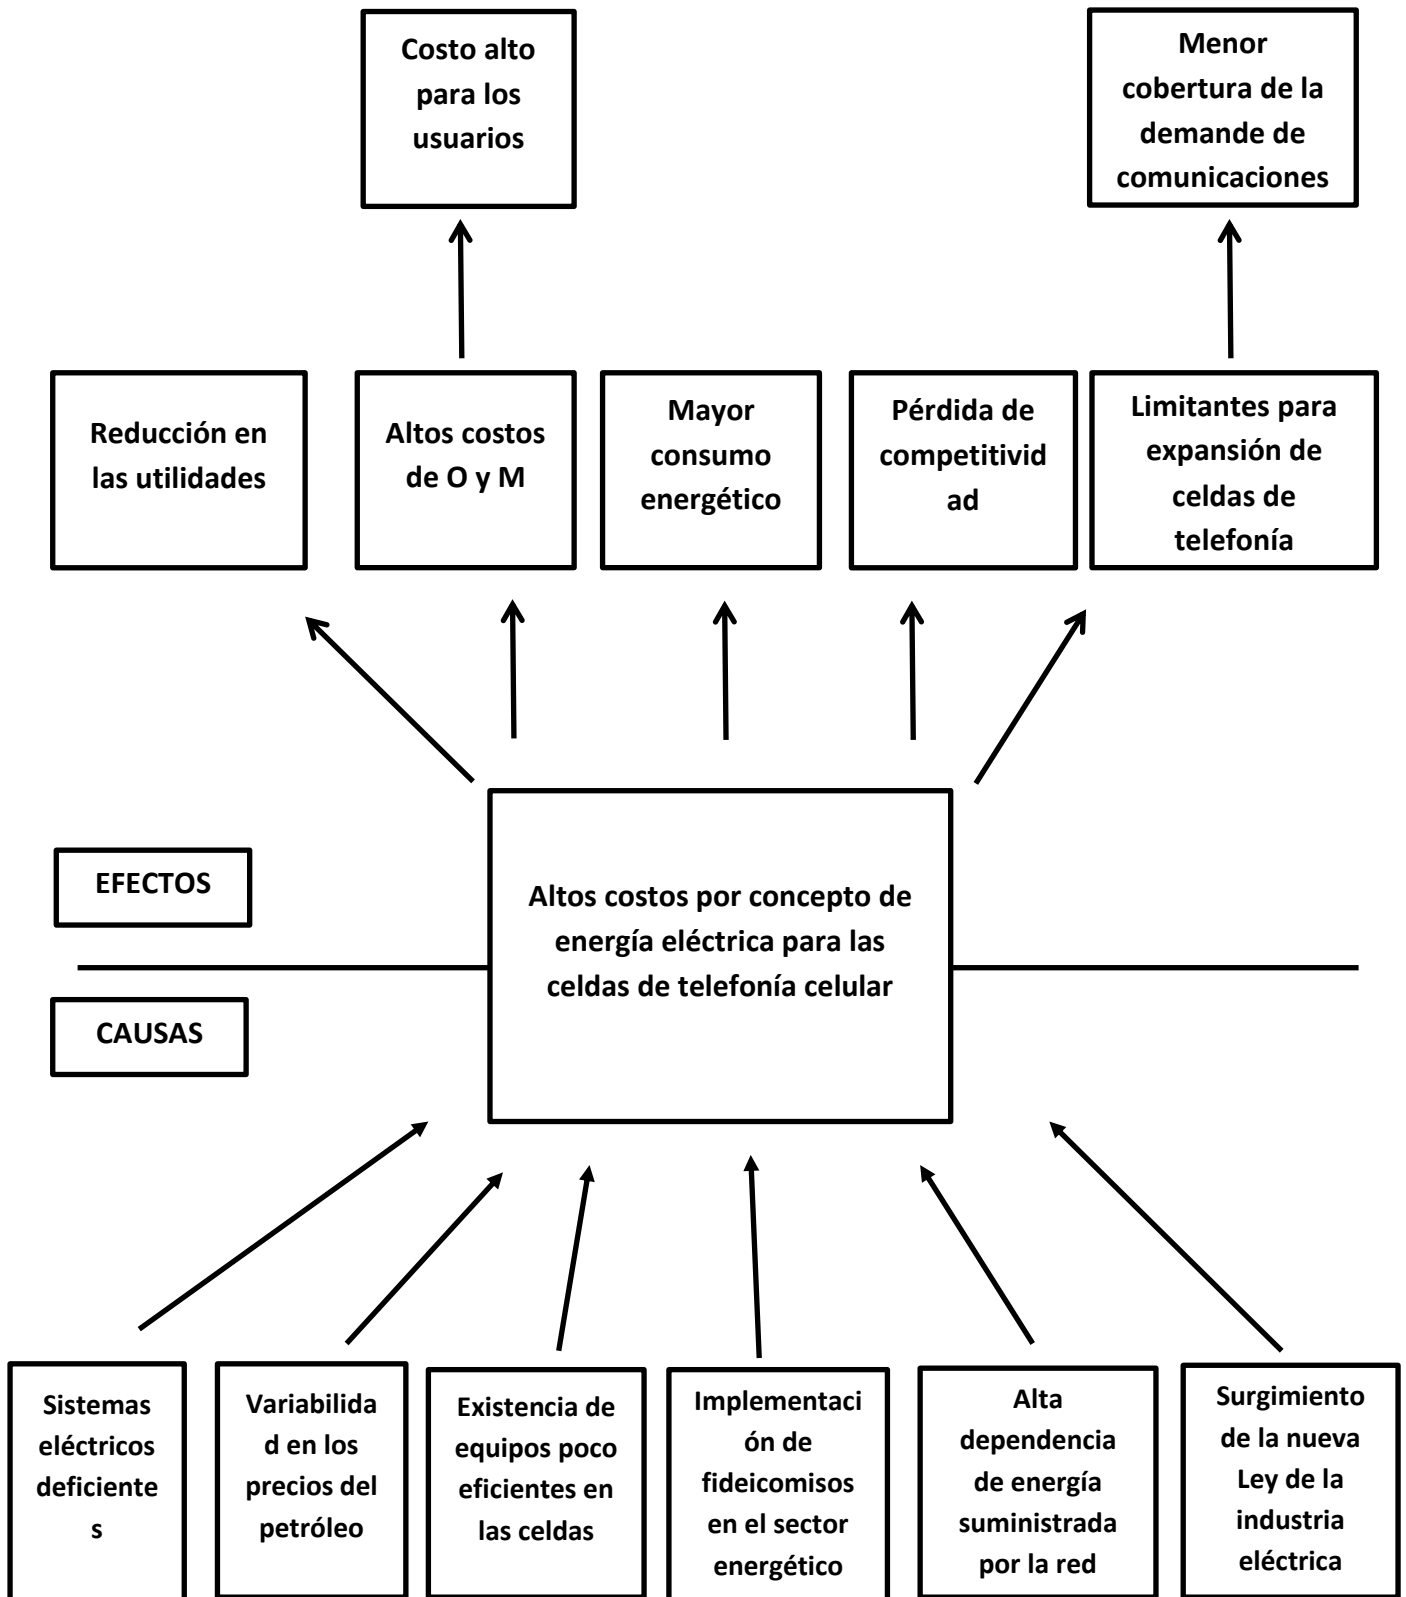 Costo alto
para los
usuarios
Menor
cobertura de la
demande de
comunicaciones
Reducción en
las utilidades
Altos costos
de O y M
Mayor
consumo
energético
Pérdida de
competitivid
ad
Limitantes para
expansión de
celdas de
telefonía
EFECTOS
Altos costos por concepto de
energía eléctrica para las
celdas de telefonía celular
CAUSAS
Sistemas
eléctricos
deficiente
s
Variabilida
d en los
precios del
petróleo
Existencia de
equipos poco
eficientes en
las celdas
Implementaci
ón de
fideicomisos
en el sector
energético
Alta
dependencia
de energía
suministrada
por la red
Surgimiento
de la nueva
Ley de la
industria
eléctrica